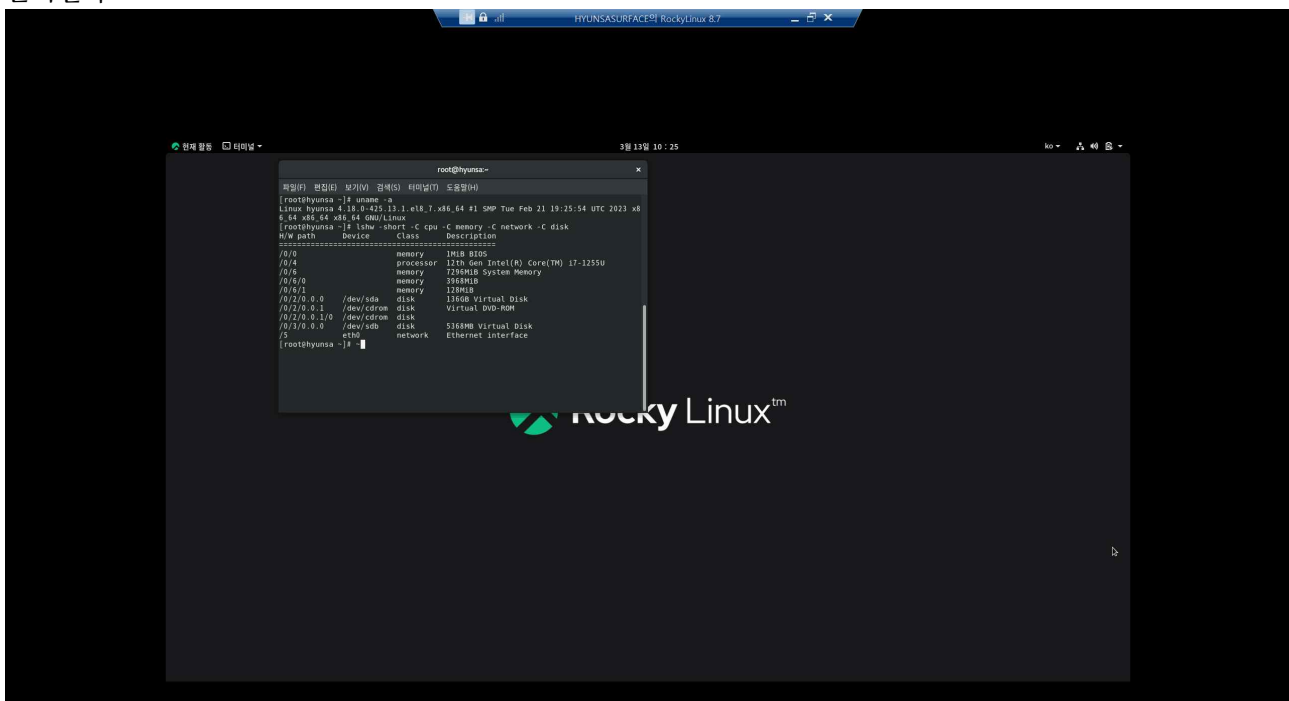 HYUNSASURFACE의 RockyLinux 8.7
현재 활동 터미널 3월 13일 10 : 25 ko
root@hyunsa:~
파일(F) 편집(E) 보기(V) 검색(S) 터미널(T) 도움말(H)
[root@hyunsa ~]# uname -a
Linux hyunsa 4.18.0-425.13.1.el8_7.x86_64 #1 SMP Tue Feb 21 19:25:54 UTC 2023 x8
6_64 x86_64 x86_64 GNU/Linux
[root@hyunsa ~]# lshw -short -C cpu -C memory -C network -C disk
H/W path Device Class Description
================================================
/0/0 memory 1MiB BIOS
/0/4 processor 12th Gen Intel(R) Core(TM) i7-1255U
/0/6 memory 7296MiB System Memory
/0/6/0 memory 3968MiB
/0/6/1 memory 128MiB
/0/2/0.0.0 /dev/sda disk 136GB Virtual Disk
/0/2/0.0.1 /dev/cdrom disk Virtual DVD-ROM
/0/2/0.0.1/0 /dev/cdrom disk
/0/3/0.0.0 /dev/sdb disk 5368MB Virtual Disk
/5 eth0 network Ethernet interface
[root@hyunsa ~]# ~
Rocky Linux™